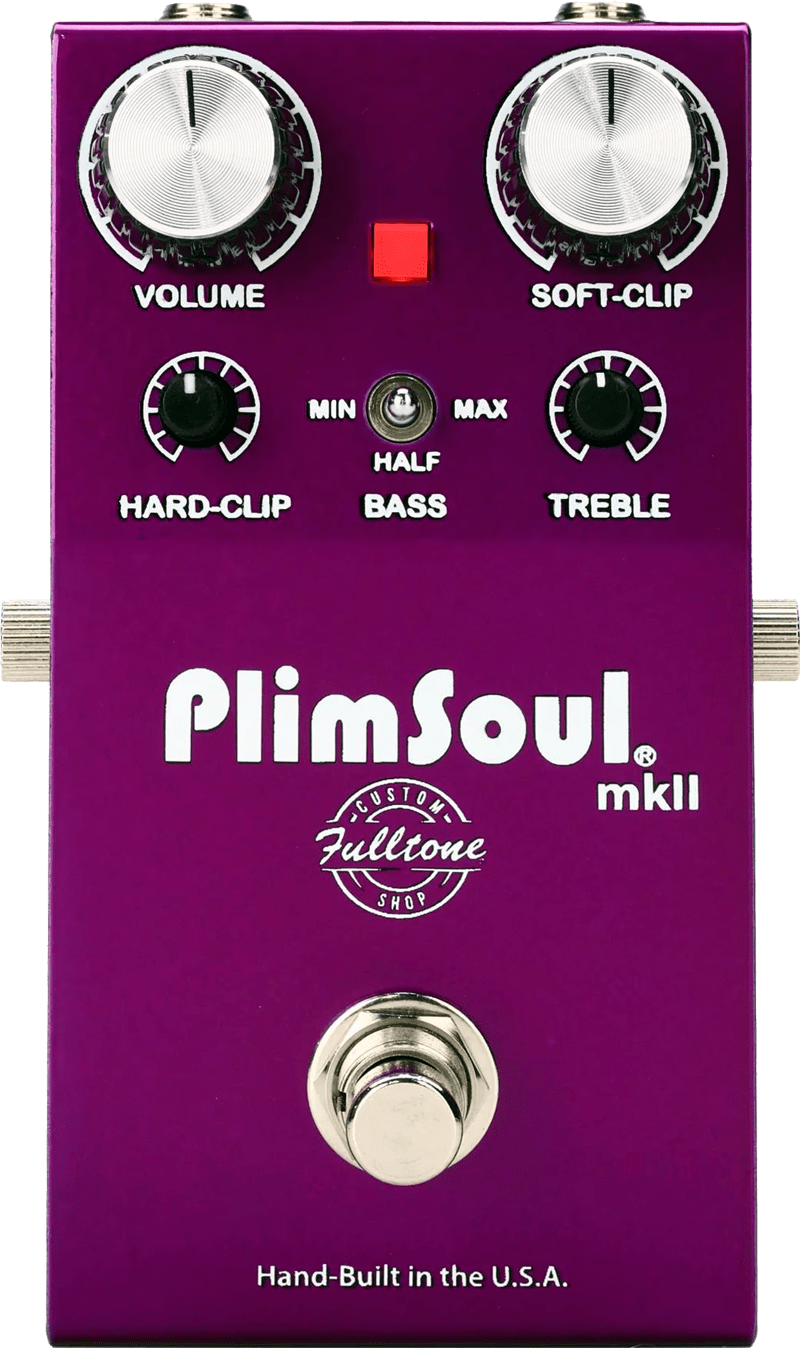 VOLUME
SOFT-CLIP
MIN
MAX
HALF
HARD-CLIP
BASS
TREBLE
PlimSoul®
mkII
CUSTOM
Fulltone
SHOP
Hand-Built in the U.S.A.